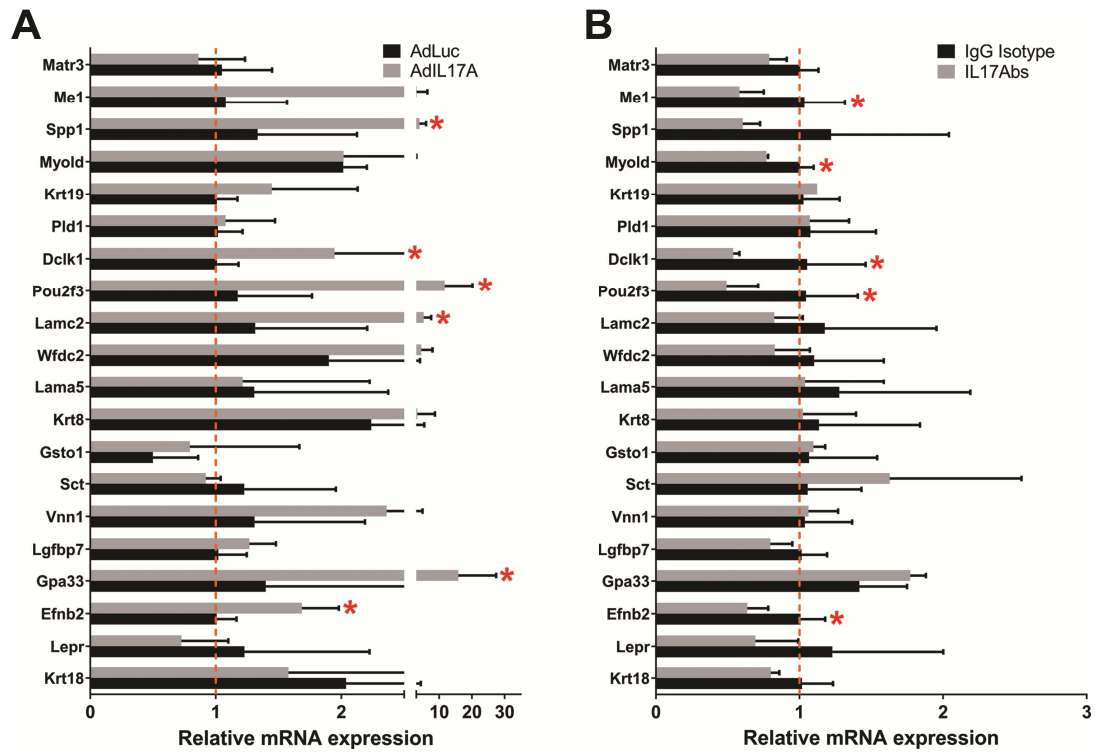 A
AdLuc
AdIL17A
Matr3
Me1
Spp1
Myold
Krt19
Pld1
Dclk1
Pou2f3
Lamc2
Wfdc2
Lama5
Krt8
Gsto1
Sct
Vnn1
Lgfbp7
Gpa33
Efnb2
Lepr
Krt18
* * * * * *
0 1 2 10 20 30
Relative mRNA expression
B
IgG Isotype
IL17Abs
Matr3
Me1
Spp1
Myold
Krt19
Pld1
Dclk1
Pou2f3
Lamc2
Wfdc2
Lama5
Krt8
Gsto1
Sct
Vnn1
Lgfbp7
Gpa33
Efnb2
Lepr
Krt18
* * * * *
0 1 2 3
Relative mRNA expression